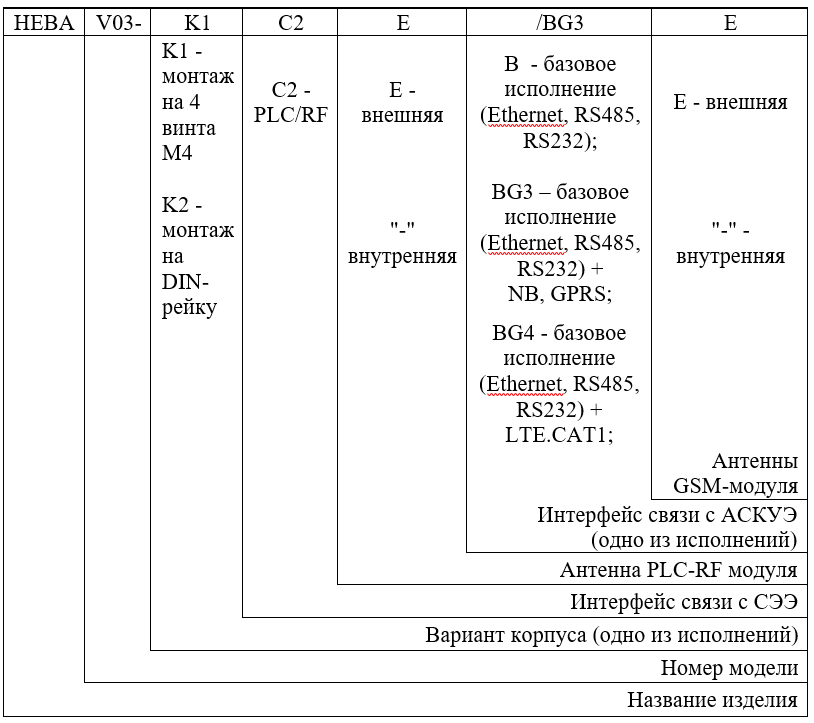 НЕВА V03- K1 C2 E /BG3 E
K1 -
монтаж
на 4
винта
М4
K2 -
монтаж
на
DIN-
рейку
C2 -
PLC/RF
E -
внешняя
"-"
внутренняя
B - базовое
исполнение
(Ethernet, RS485,
RS232);
BG3 – базовое
исполнение
(Ethernet, RS485,
RS232) +
NB, GPRS;
BG4 - базовое
исполнение
(Ethernet, RS485,
RS232) +
LTE.CAT1;
E - внешняя
"-" -
внутренняя
Антенны
GSM-модуля
Интерфейс связи с АСКУЭ
(одно из исполнений)
Антенна PLC-RF модуля
Интерфейс связи с СЭЭ
Вариант корпуса (одно из исполнений)
Номер модели
Название изделия